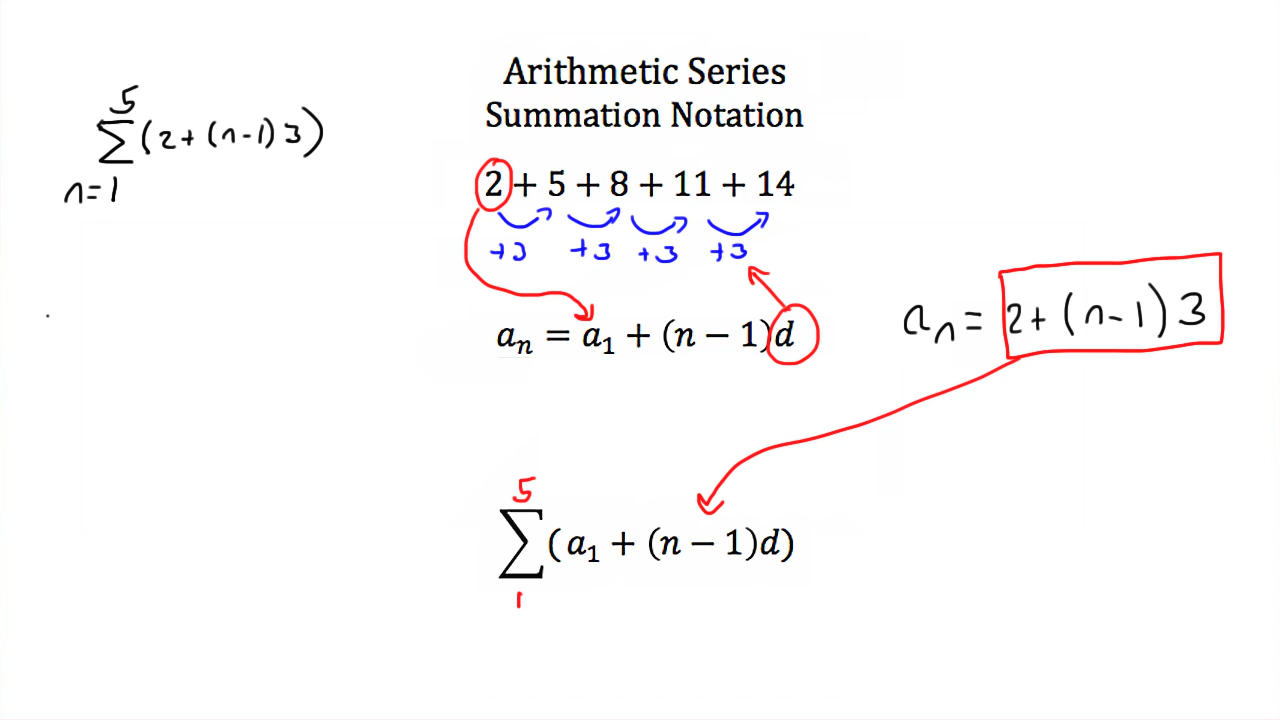 Arithmetic Series
Summation Notation
5
∑(2+(n-1)3)
n=1
2 + 5 + 8 + 11 + 14
+3 +3 +3 +3
aₙ = a₁ + (n − 1)d
aₙ = 2+(n-1)3
5
∑(a₁ + (n − 1)d)
1